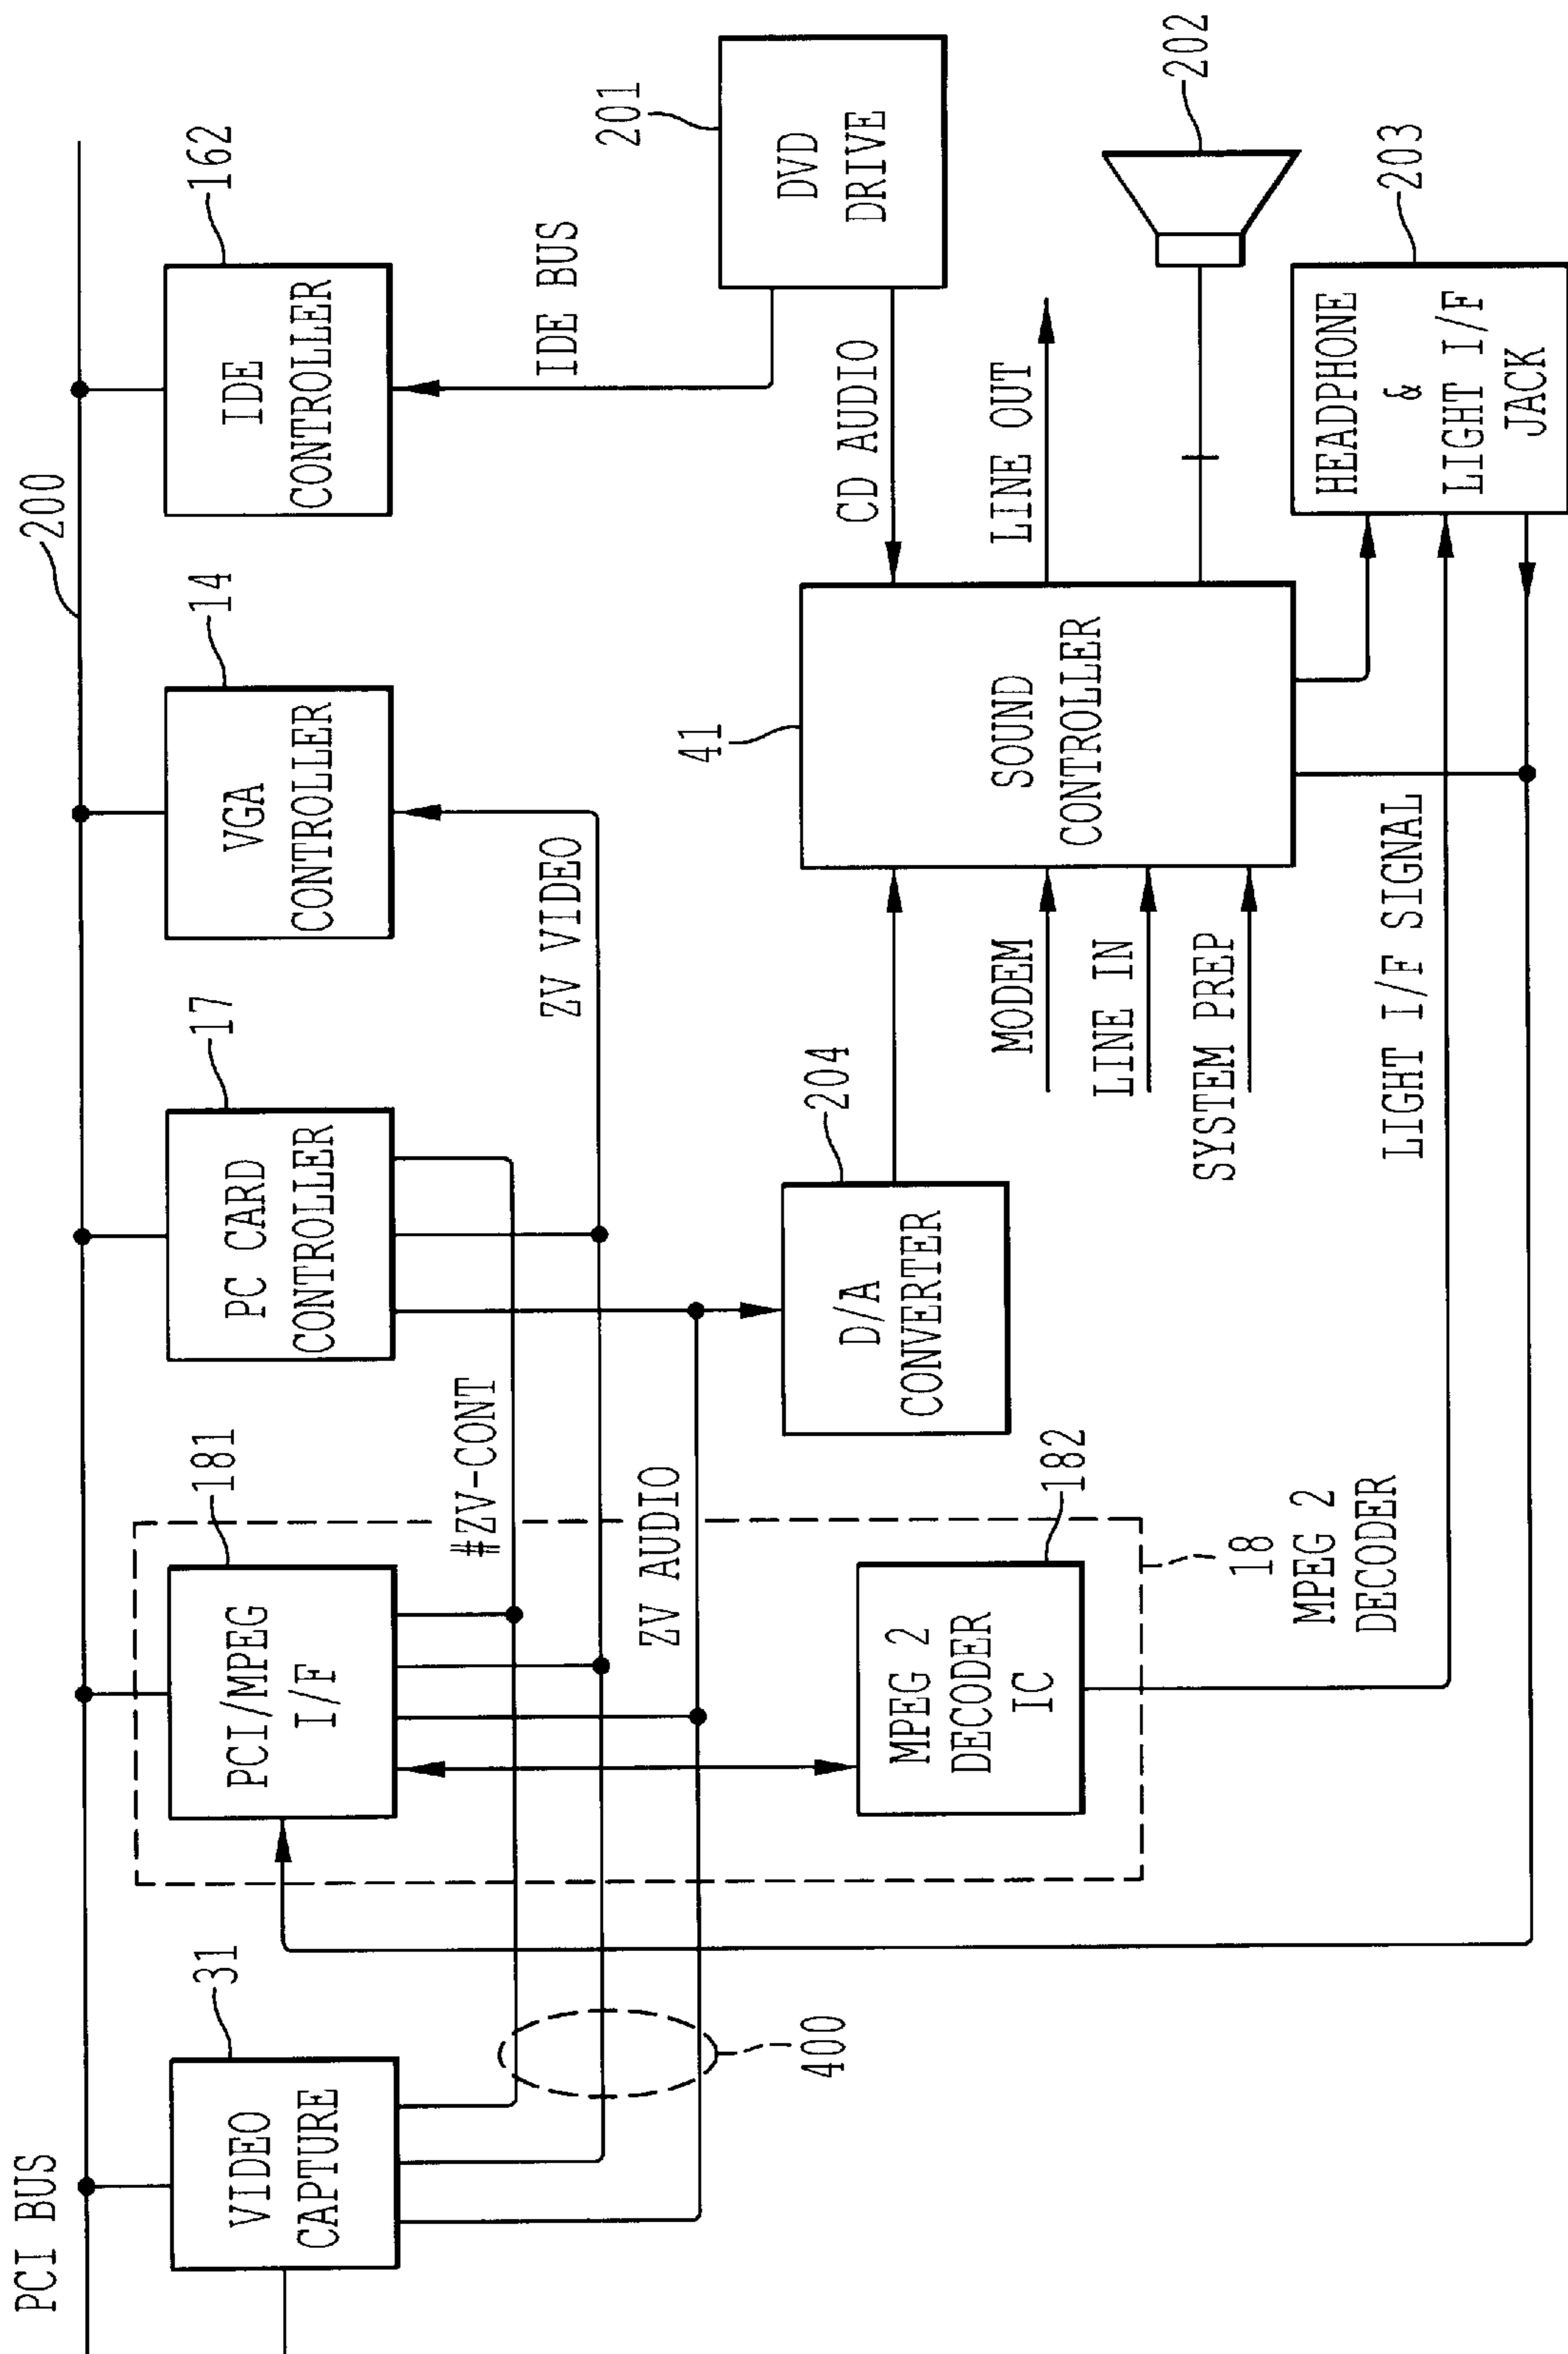 PCI BUS
200
VIDEO
CAPTURE
31
PCI/MPEG
I/F
181
PC CARD
CONTROLLER
17
VGA
CONTROLLER
14
IDE
CONTROLLER
162
#ZV-CONT
ZV VIDEO
IDE BUS
ZV AUDIO
400
201
DVD
DRIVE
MPEG 2
DECODER
IC
182
D/A
CONVERTER
204
41
SOUND
CONTROLLER
CD AUDIO
LINE OUT
202
MODEM
LINE IN
SYSTEM PREP
18
MPEG 2
DECODER
LIGHT I/F SIGNAL
HEADPHONE
&
LIGHT I/F
JACK
203